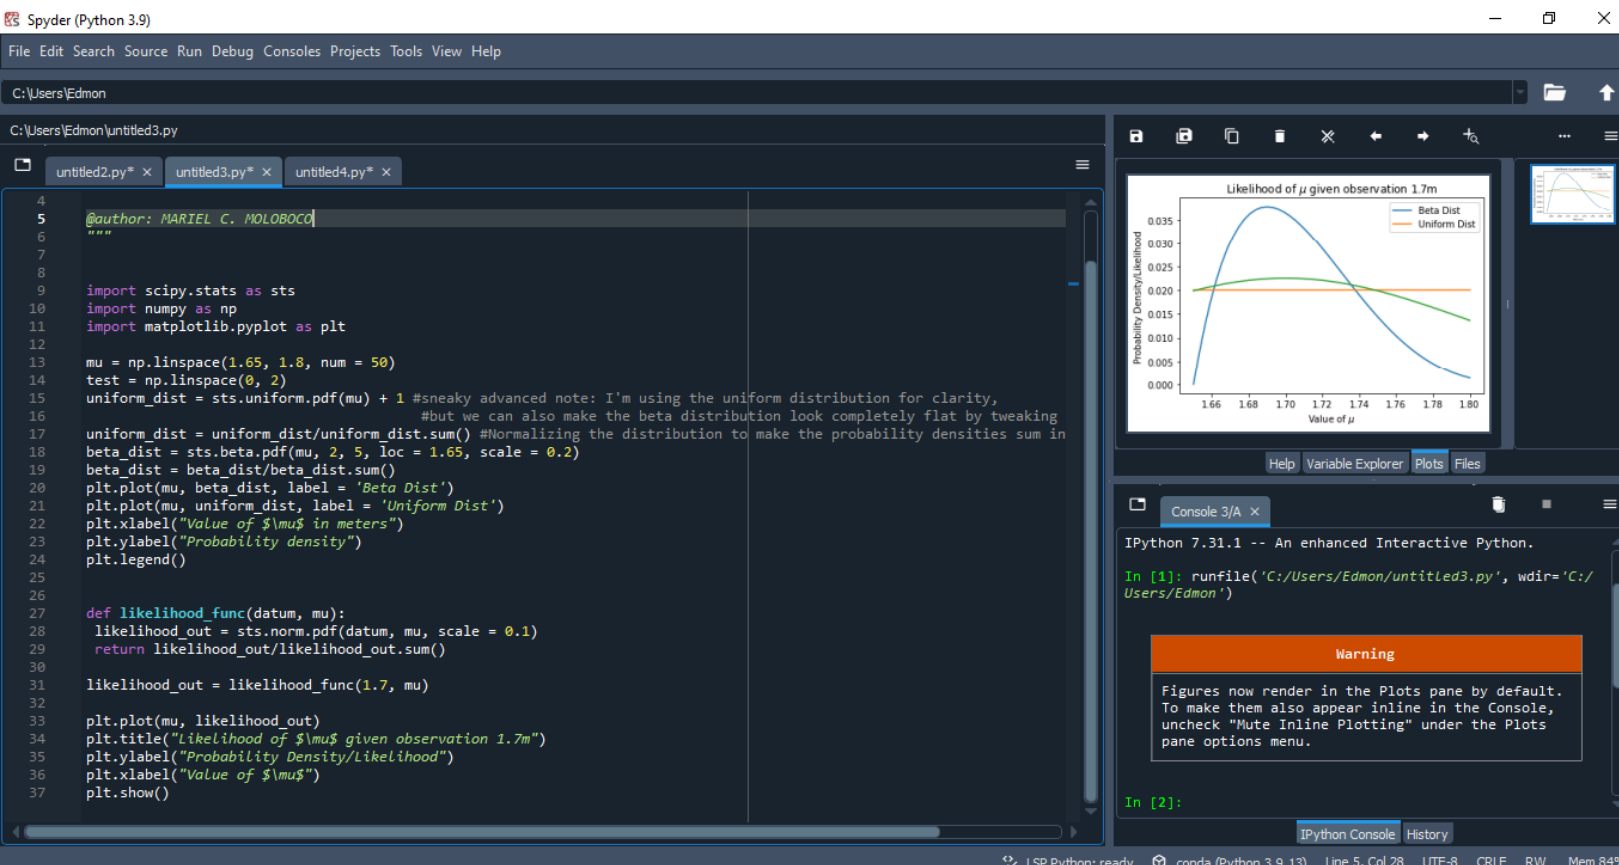 Spyder (Python 3.9)
File Edit Search Source Run Debug Consoles Projects Tools View Help
C:\Users\Edmon
C:\Users\Edmon\untitled3.py
untitled2.py* × untitled3.py* × untitled4.py* ×
4
5 @author: MARIEL C. MOLOBOCO
6 """
7
8
9 import scipy.stats as sts
10 import numpy as np
11 import matplotlib.pyplot as plt
12
13 mu = np.linspace(1.65, 1.8, num = 50)
14 test = np.linspace(0, 2)
15 uniform_dist = sts.uniform.pdf(mu) + 1 #sneaky advanced note: I'm using the uniform distribution for clarity,
16 #but we can also make the beta distribution look completely flat by tweaking
17 uniform_dist = uniform_dist/uniform_dist.sum() #Normalizing the distribution to make the probability densities sum in
18 beta_dist = sts.beta.pdf(mu, 2, 5, loc = 1.65, scale = 0.2)
19 beta_dist = beta_dist/beta_dist.sum()
20 plt.plot(mu, beta_dist, label = 'Beta Dist')
21 plt.plot(mu, uniform_dist, label = 'Uniform Dist')
22 plt.xlabel("Value of $\mu$ in meters")
23 plt.ylabel("Probability density")
24 plt.legend()
25
26
27 def likelihood_func(datum, mu):
28 likelihood_out = sts.norm.pdf(datum, mu, scale = 0.1)
29 return likelihood_out/likelihood_out.sum()
30
31 likelihood_out = likelihood_func(1.7, mu)
32
33 plt.plot(mu, likelihood_out)
34 plt.title("Likelihood of $\mu$ given observation 1.7m")
35 plt.ylabel("Probability Density/Likelihood")
36 plt.xlabel("Value of $\mu$")
37 plt.show()
Likelihood of μ given observation 1.7m
Beta Dist
Uniform Dist
Probability Density/Likelihood
0.035
0.030
0.025
0.020
0.015
0.010
0.005
0.000
1.66 1.68 1.70 1.72 1.74 1.76 1.78 1.80
Value of μ
Help Variable Explorer Plots Files
Console 3/A ×
IPython 7.31.1 -- An enhanced Interactive Python.
In [1]: runfile('C:/Users/Edmon/untitled3.py', wdir='C:/
Users/Edmon')
Warning
Figures now render in the Plots pane by default.
To make them also appear inline in the Console,
uncheck "Mute Inline Plotting" under the Plots
pane options menu.
In [2]:
IPython Console History
LSP Python: ready conda (Python 3.9.13) Line 5, Col 28 UTF-8 CRLF RW Mem 84%